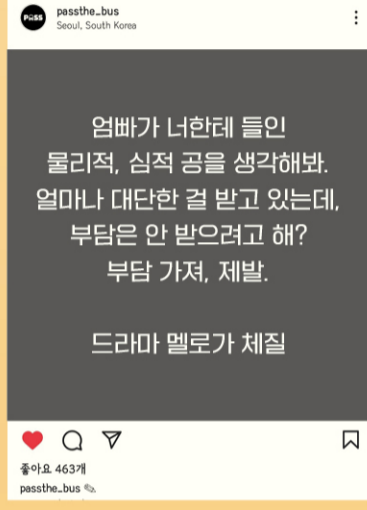 PASS
passthe_bus
Seoul, South Korea
엄빠가 너한테 들인
물리적, 심적 공을 생각해봐.
얼마나 대단한 걸 받고 있는데,
부담은 안 받으려고 해?
부담 가져, 제발.
드라마 멜로가 체질
좋아요 463개
passthe_bus ✎